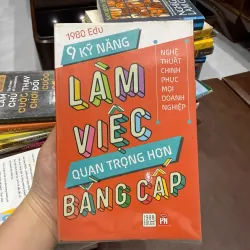 1980 Edu
9 KỸ NĂNG
LÀM
VIỆC
QUAN TRỌNG HƠN
BẰNG CẤP
NGHỆ
THUẬT
CHINH
PHỤC
MỌI
DOANH
NGHIỆP